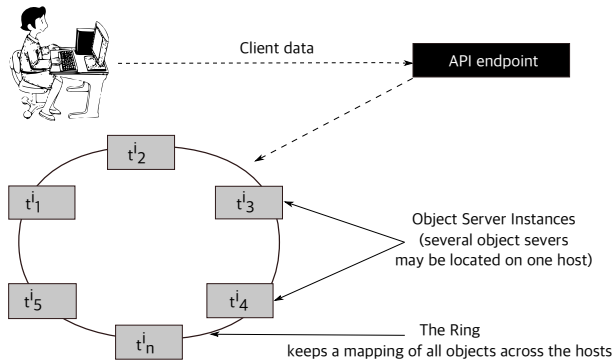 Client data
API endpoint
tⁱ2
tⁱ1
tⁱ3
Object Server Instances
(several object severs
may be located on one host)
tⁱ5
tⁱ4
tⁱn
The Ring
keeps a mapping of all objects across the hosts